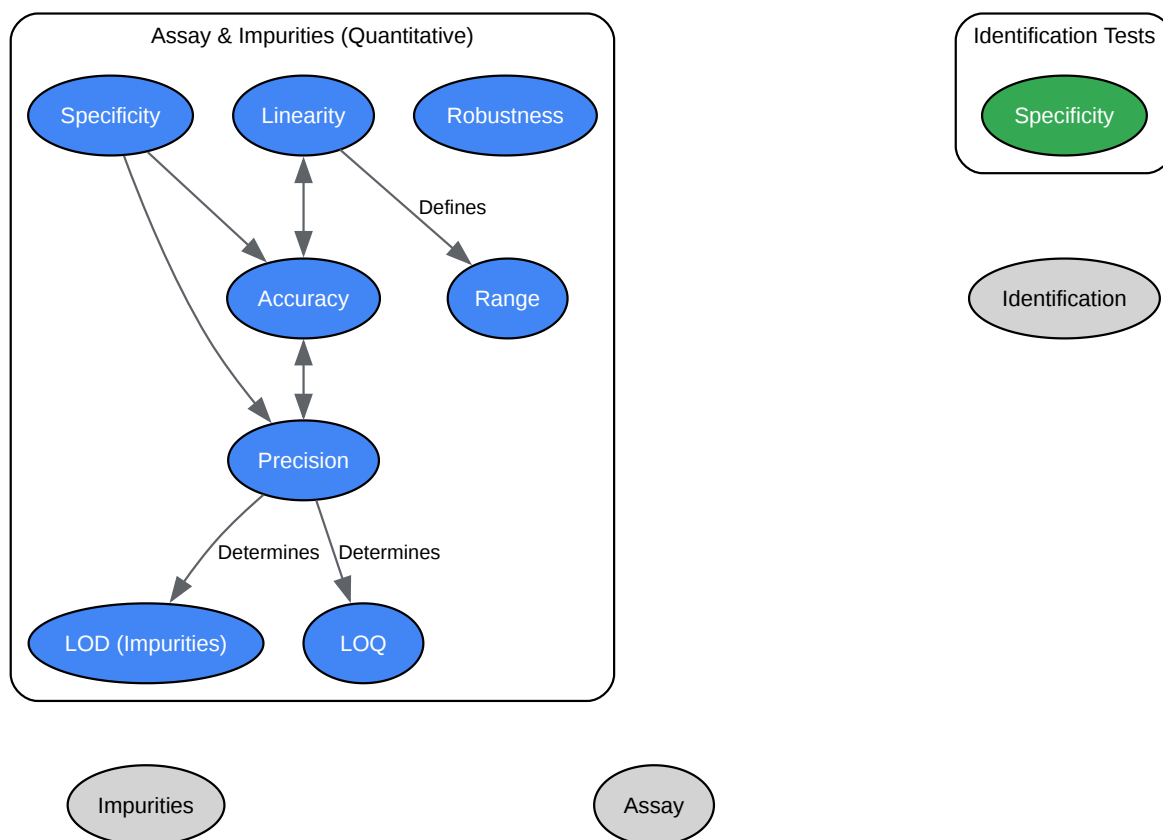 Assay & Impurities (Quantitative)
Identification Tests
Specificity
Linearity
Robustness
Specificity
Defines
Accuracy
Range
Identification
Precision
Determines
Determines
LOD (Impurities)
LOQ
Impurities
Assay